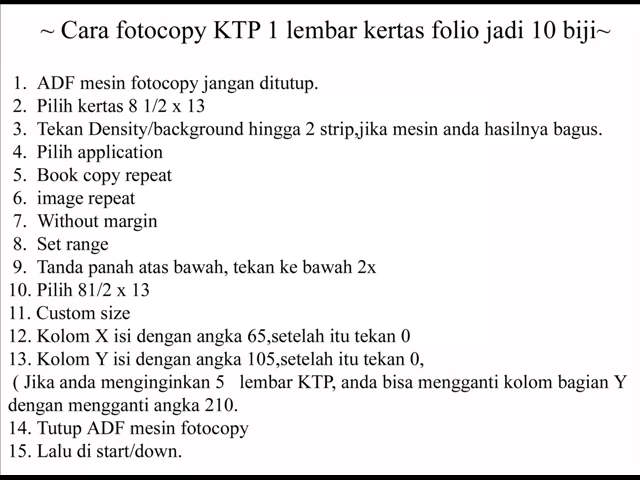 ~ Cara fotocopy KTP 1 lembar kertas folio jadi 10 biji~
1. ADF mesin fotocopy jangan ditutup.
2. Pilih kertas 8 1/2 x 13
3. Tekan Density/background hingga 2 strip,jika mesin anda hasilnya bagus.
4. Pilih application
5. Book copy repeat
6. image repeat
7. Without margin
8. Set range
9. Tanda panah atas bawah, tekan ke bawah 2x
10. Pilih 81/2 x 13
11. Custom size
12. Kolom X isi dengan angka 65,setelah itu tekan 0
13. Kolom Y isi dengan angka 105,setelah itu tekan 0,
( Jika anda menginginkan 5 lembar KTP, anda bisa mengganti kolom bagian Y
dengan mengganti angka 210.
14. Tutup ADF mesin fotocopy
15. Lalu di start/down.